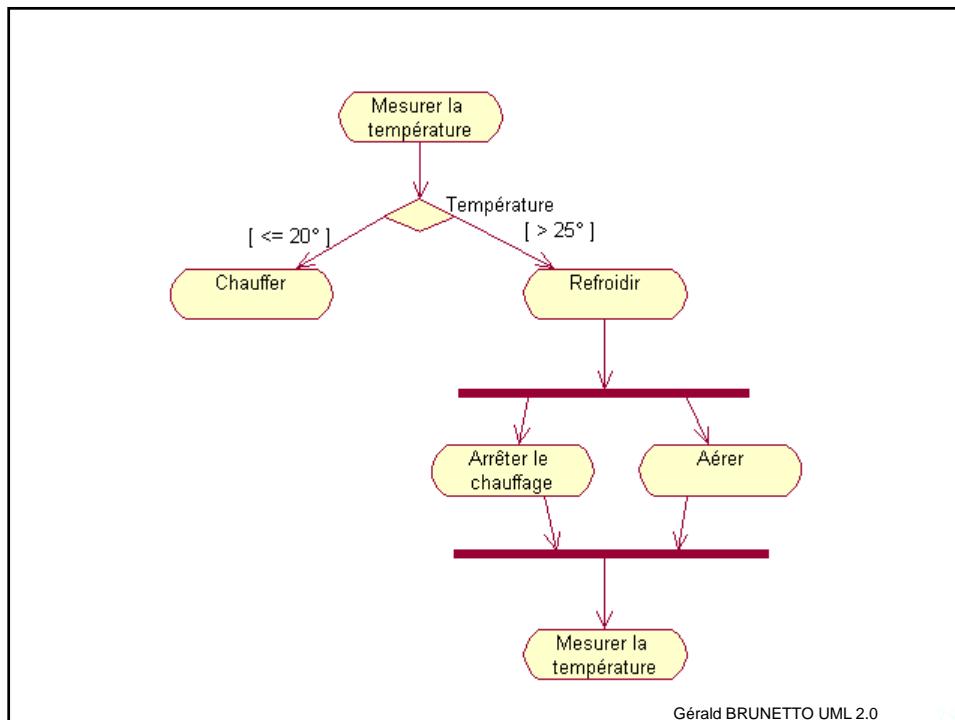 Mesurer la
température
Température
[ <= 20° ]
[ > 25° ]
Chauffer
Refroidir
Arrêter le
chauffage
Aérer
Mesurer la
température
Gérald BRUNETTO UML 2.0